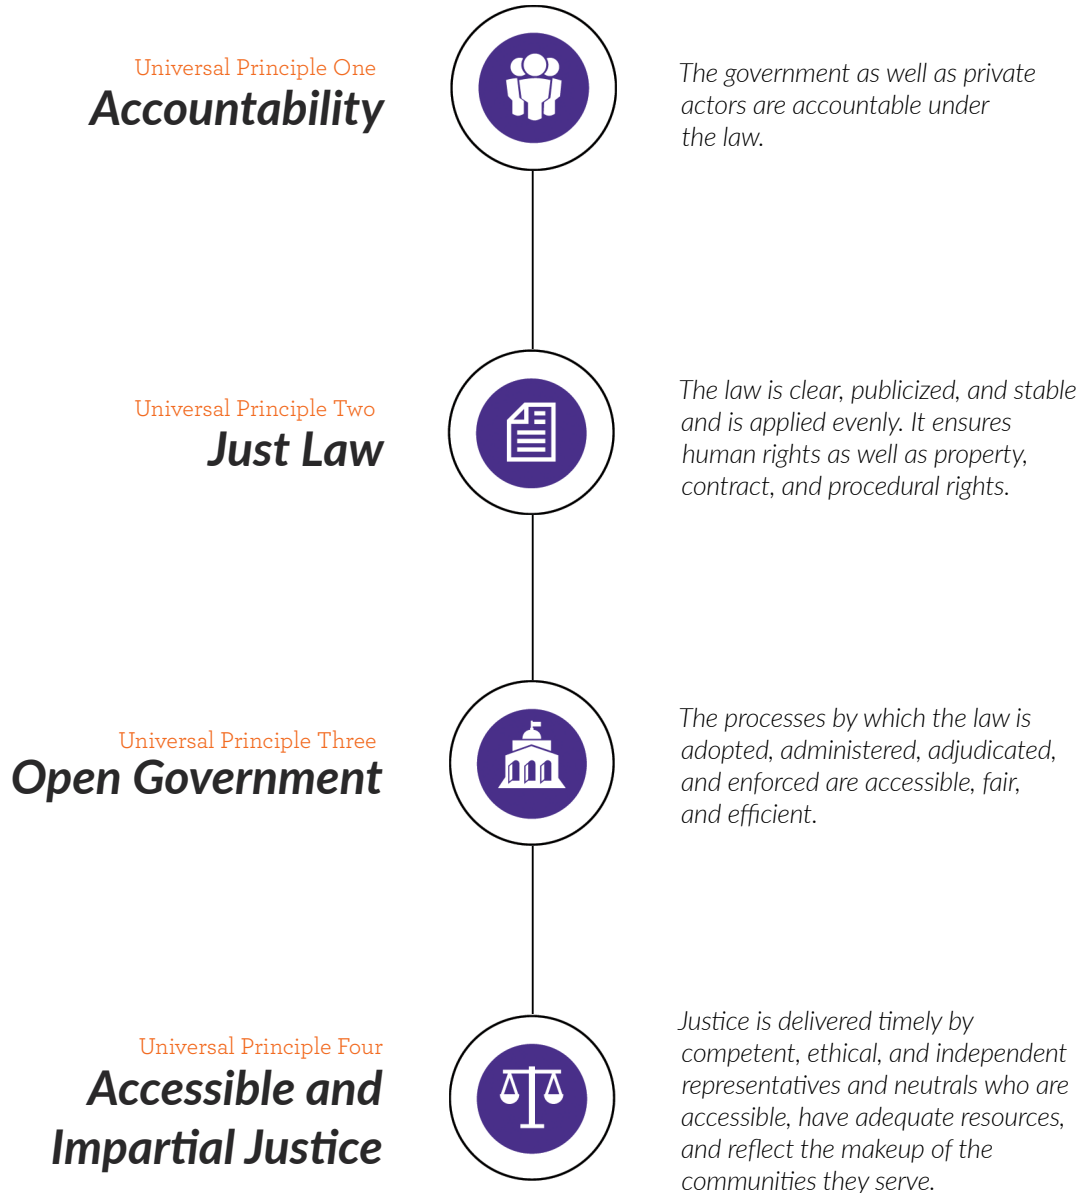 Universal Principle One
Accountability
The government as well as private
actors are accountable under
the law.
Universal Principle Two
Just Law
The law is clear, publicized, and stable
and is applied evenly. It ensures
human rights as well as property,
contract, and procedural rights.
Universal Principle Three
Open Government
The processes by which the law is
adopted, administered, adjudicated,
and enforced are accessible, fair,
and efficient.
Universal Principle Four
Accessible and
Impartial Justice
Justice is delivered timely by
competent, ethical, and independent
representatives and neutrals who are
accessible, have adequate resources,
and reflect the makeup of the
communities they serve.